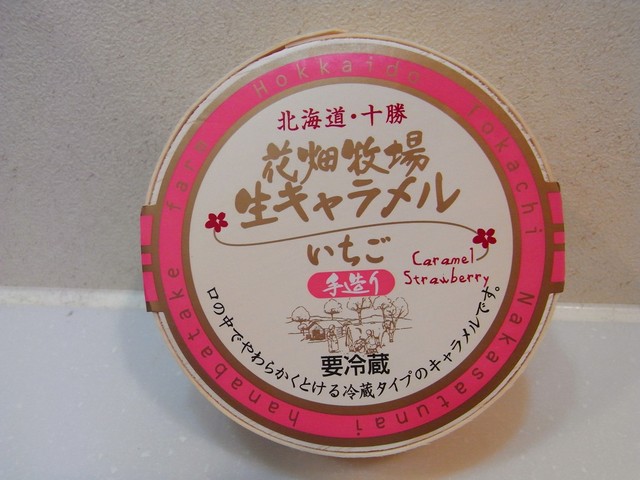 Hokkaido Tokachi Nakasatsunai hanabatake farm
北海道・十勝
花畑牧場
生キャラメル
いちご
Caramel
Strawberry
手造り
要冷蔵
口の中でやわらかくとける冷蔵タイプのキャラメルです。